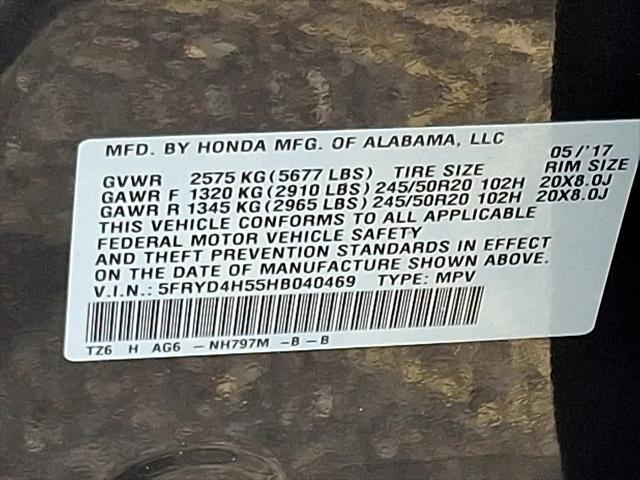 MFD. BY HONDA MFG. OF ALABAMA, LLC 05/'17
GVWR 2575 KG(5677 LBS) TIRE SIZE RIM SIZE
GAWR F 1320 KG(2910 LBS)245/50R20 102H 20X8.0J
GAWR R 1345 KG(2965 LBS)245/50R20 102H 20X8.0J
THIS VEHICLE CONFORMS TO ALL APPLICABLE
FEDERAL MOTOR VEHICLE SAFETY
AND THEFT PREVENTION STANDARDS IN EFFECT
ON THE DATE OF MANUFACTURE SHOWN ABOVE.
V.I.N.: 5FRYD4H55HB040469 TYPE: MPV
TZ6 H AG6 -NH797M -B-B